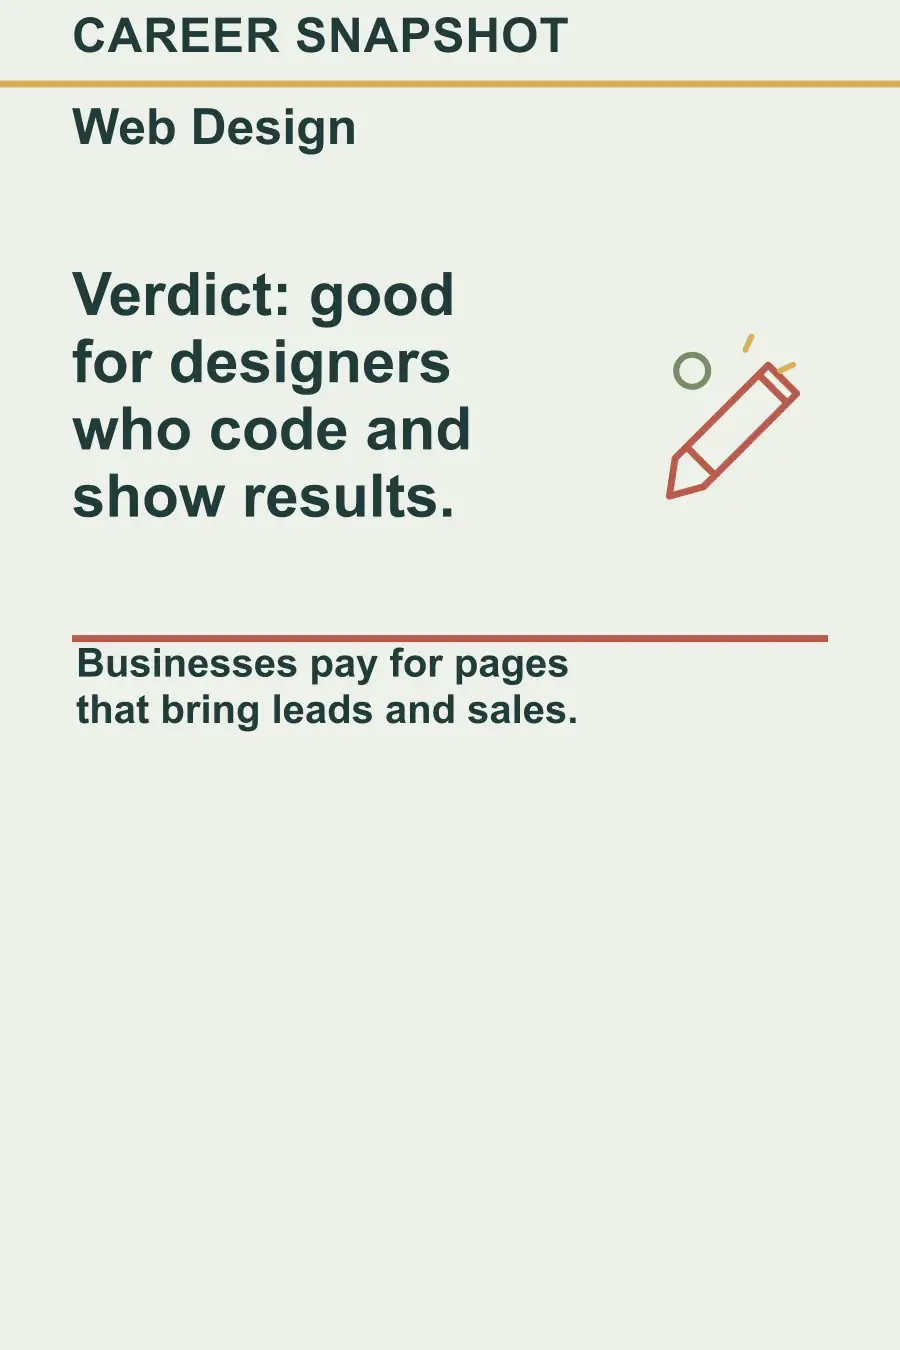 CAREER SNAPSHOT
Web Design
Verdict: good
for designers
who code and
show results.
Businesses pay for pages
that bring leads and sales.